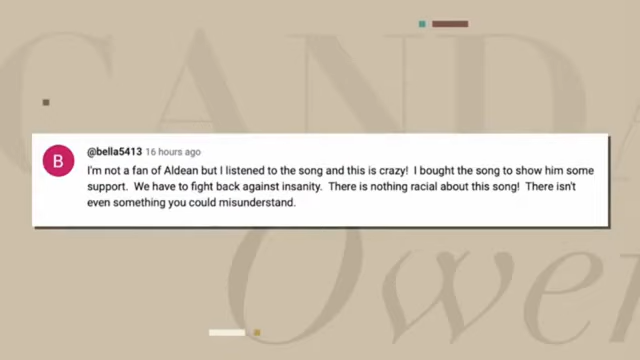 CANDA
Owe
B
@bella5413 16 hours ago
I'm not a fan of Aldean but I listened to the song and this is crazy! I bought the song to show him some
support. We have to fight back against insanity. There is nothing racial about this song! There isn't
even something you could misunderstand.